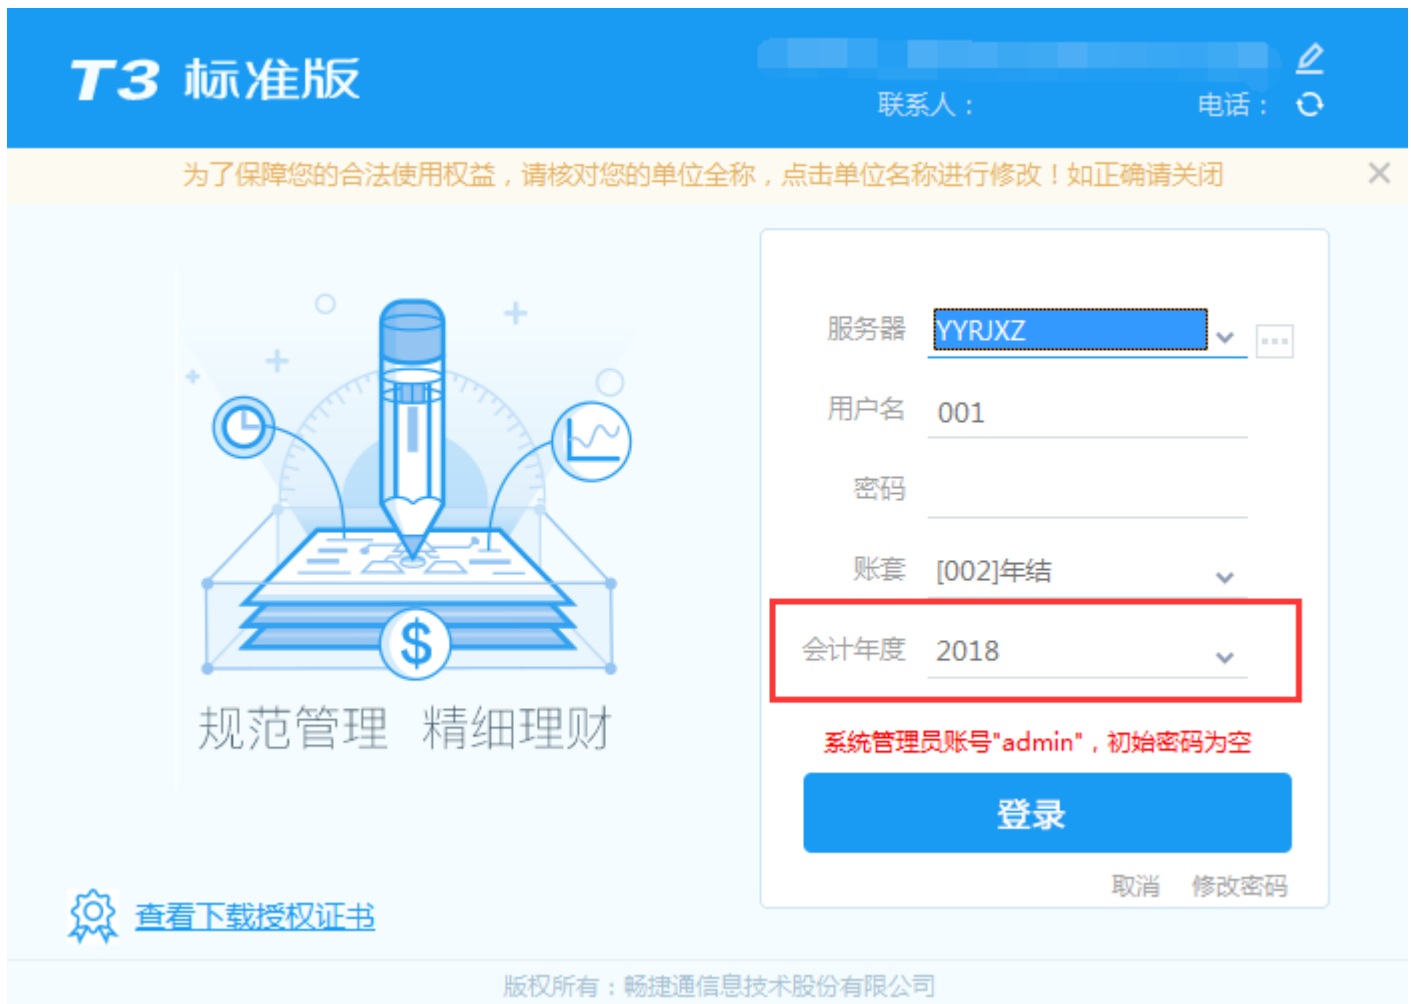 T3 标准版
联系人： 电话：
为了保障您的合法使用权益，请核对您的单位全称，点击单位名称进行修改！如正确请关闭
服务器 YYRJXZ
用户名 001
密码
账套 [002]年结
会计年度 2018
规范管理 精细理财
系统管理员账号"admin"，初始密码为空
登录
取消 修改密码
查看下载授权证书
版权所有：畅捷通信息技术股份有限公司